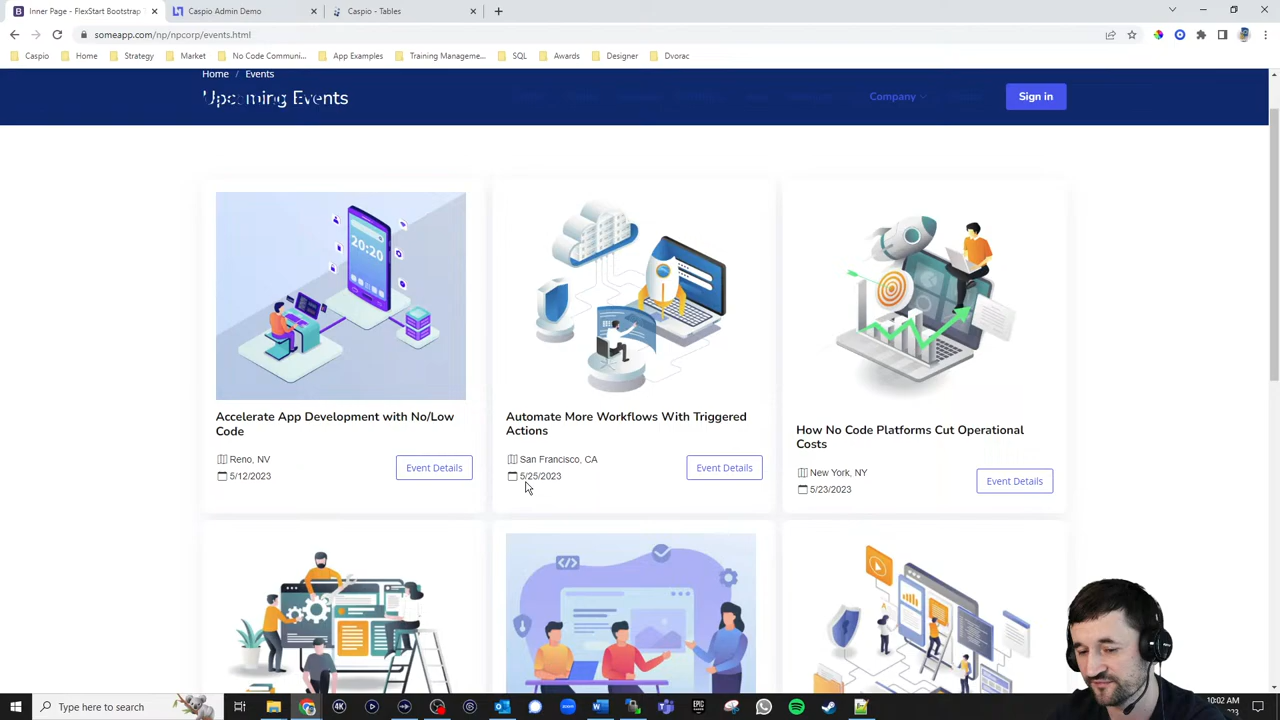 Inner Page - FlexStart Bootstrap
Caspio Admin Demo
Caspio - Tables
someapp.com/np/npcorp/events.html
Caspio
Home
Strategy
Market
No Code Communi...
App Examples
Training Manageme...
SQL
Awards
Designer
Dvorac
Home / Events
Upcoming Events
Company
Sign in
20:20
Accelerate App Development with No/Low
Code
Reno, NV
5/12/2023
Event Details
Automate More Workflows With Triggered
Actions
San Francisco, CA
5/25/2023
Event Details
How No Code Platforms Cut Operational
Costs
New York, NY
5/23/2023
Event Details
Type here to search
4K
EPIC
GAMES
10:02 AM